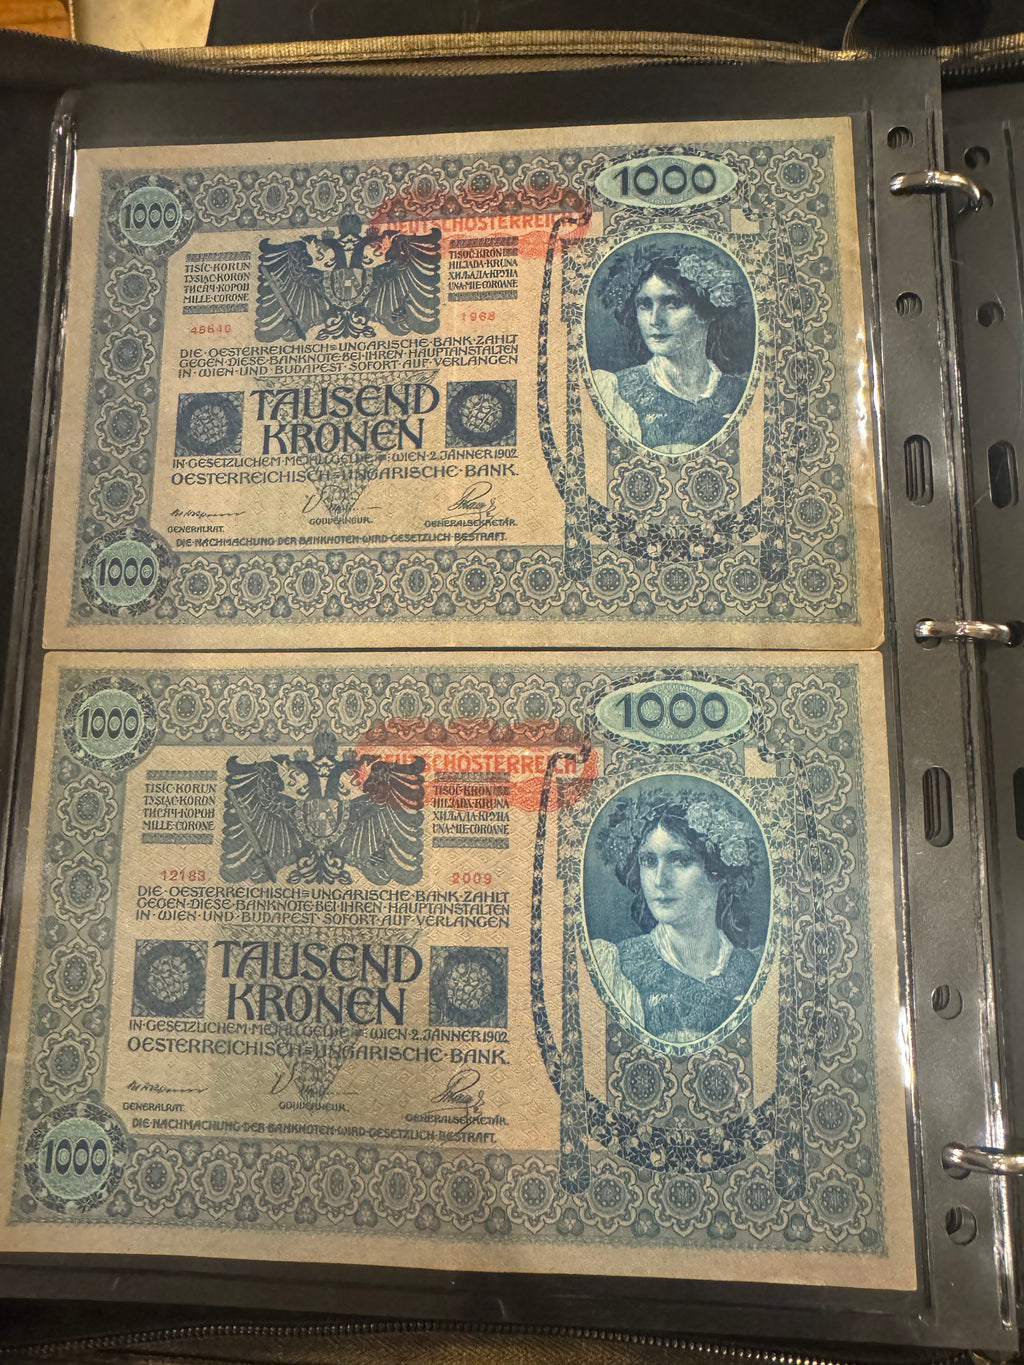 1000
1000
DEUTSCHÖSTERREICH
TISÍC·KORUN
TYSIĄC·KORON
ТИСЯЧ·КОРОН
MILLE·CORONE
TISOČ·KRON
HILJADA·KRUNA
ХИЉАДА·КРУНА
UNA·MIE·COROANE
48640
1968
DIE·OESTERREICHISCH=UNGARISCHE·BANK·ZAHLT
GEGEN·DIESE·BANKNOTE·BEI·IHREN·HAUPTANSTALTEN
IN·WIEN·UND·BUDAPEST·SOFORT·AUF·VERLANGEN
TAUSEND
KRONEN
IN·GESETZLICHEM·METALLGELDE=WIEN·2.JÄNNER1902
OESTERREICHISCH=UNGARISCHE·BANK.
GENERALRAT.
GOUVERNEUR.
GENERALSEKRETÄR.
DIE·NACHMACHUNG·DER·BANKNOTEN·WIRD·GESETZLICH·BESTRAFT.
1000
1000
1000
DEUTSCHÖSTERREICH
TISÍC·KORUN
TYSIĄC·KORON
ТИСЯЧ·КОРОН
MILLE·CORONE
TISOČ·KRON
HILJADA·KRUNA
ХИЉАДА·КРУНА
UNA·MIE·COROANE
12183
2009
DIE·OESTERREICHISCH=UNGARISCHE·BANK·ZAHLT
GEGEN·DIESE·BANKNOTE·BEI·IHREN·HAUPTANSTALTEN
IN·WIEN·UND·BUDAPEST·SOFORT·AUF·VERLANGEN
TAUSEND
KRONEN
IN·GESETZLICHEM·METALLGELDE=WIEN·2.JÄNNER1902
OESTERREICHISCH=UNGARISCHE·BANK.
GENERALRAT.
GOUVERNEUR.
GENERALSEKRETÄR.
DIE·NACHMACHUNG·DER·BANKNOTEN·WIRD·GESETZLICH·BESTRAFT.
1000